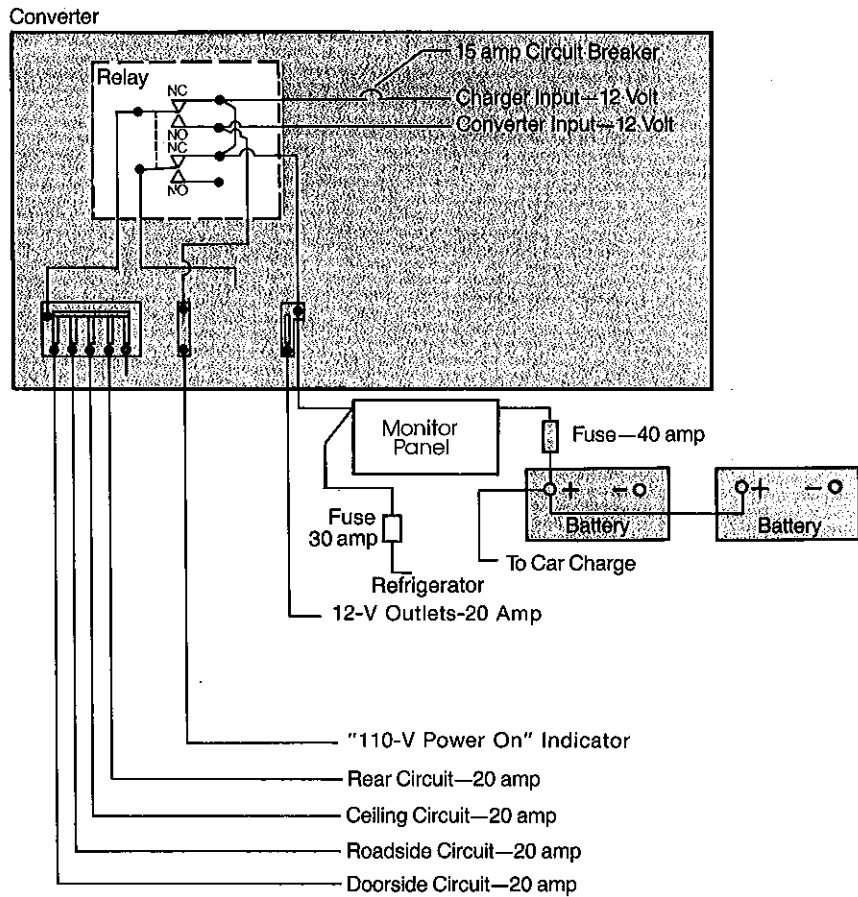 Converter
15 amp Circuit Breaker
Relay
NC
Charger Input—12 Volt
NO
Converter Input—12 Volt
NC
NO
Monitor
Panel
Fuse—40 amp
+ - +  -
Fuse
30 amp
Battery
Battery
To Car Charge
Refrigerator
12-V Outlets-20 Amp
"110-V Power On" Indicator
Rear Circuit—20 amp
Ceiling Circuit—20 amp
Roadside Circuit—20 amp
Doorside Circuit—20 amp